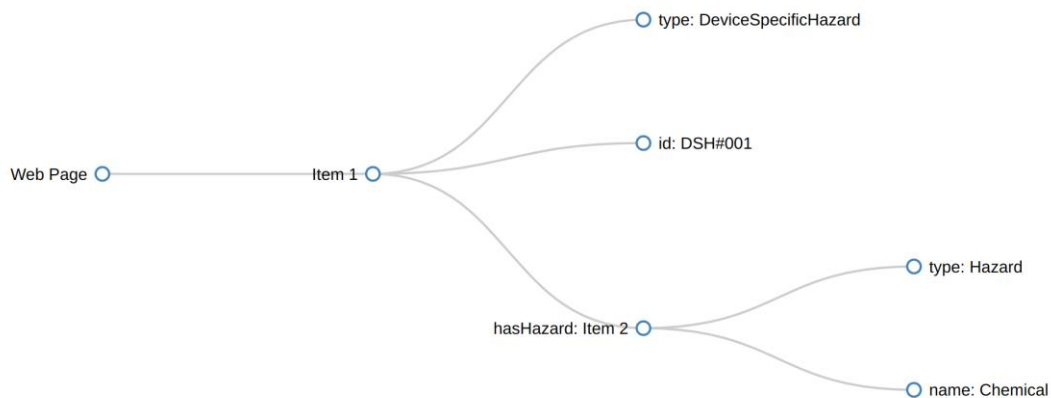 type: DeviceSpecificHazard
id: DSH#001
Web Page
Item 1
type: Hazard
hasHazard: Item 2
name: Chemical